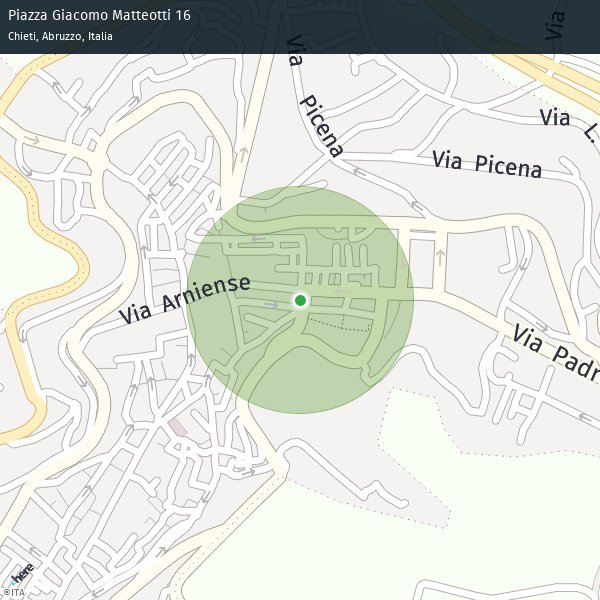 Piazza Giacomo Matteotti 16
Chieti, Abruzzo, Italia
Via
Via Picena
Via L.
Via Picena
Via Arniense
Via Padr
here
©ITA